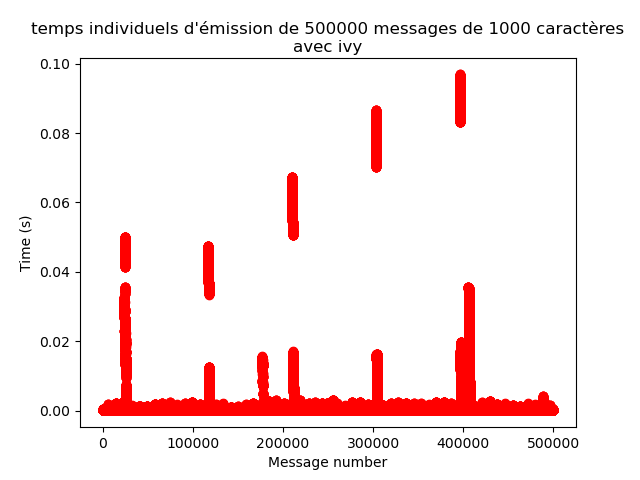 temps individuels d'émission de 500000 messages de 1000 caractères
avec ivy
0.10
0.08
0.06
0.04
0.02
0.00
Time (s)
0 100000 200000 300000 400000 500000
Message number